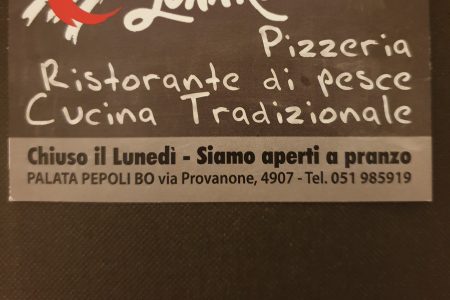 Pizzeria
Ristorante di pesce
Cucina Tradizionale
Chiuso il Lunedì - Siamo aperti a pranzo
PALATA PEPOLI BO via Provanone, 4907 - Tel. 051 985919